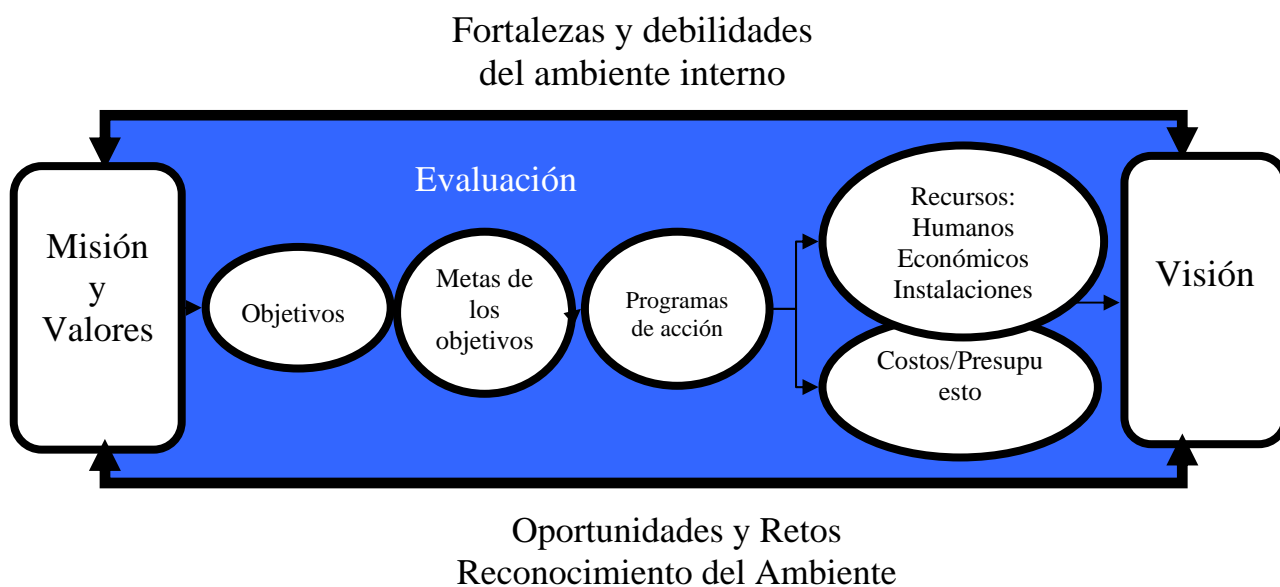 Fortalezas y debilidades
del ambiente interno
Evaluación
Misión
y
Valores
Objetivos
Metas de
los
objetivos
Programas
de acción
Recursos:
Humanos
Económicos
Instalaciones
Costos/Presupu
esto
Visión
Oportunidades y Retos
Reconocimiento del Ambiente